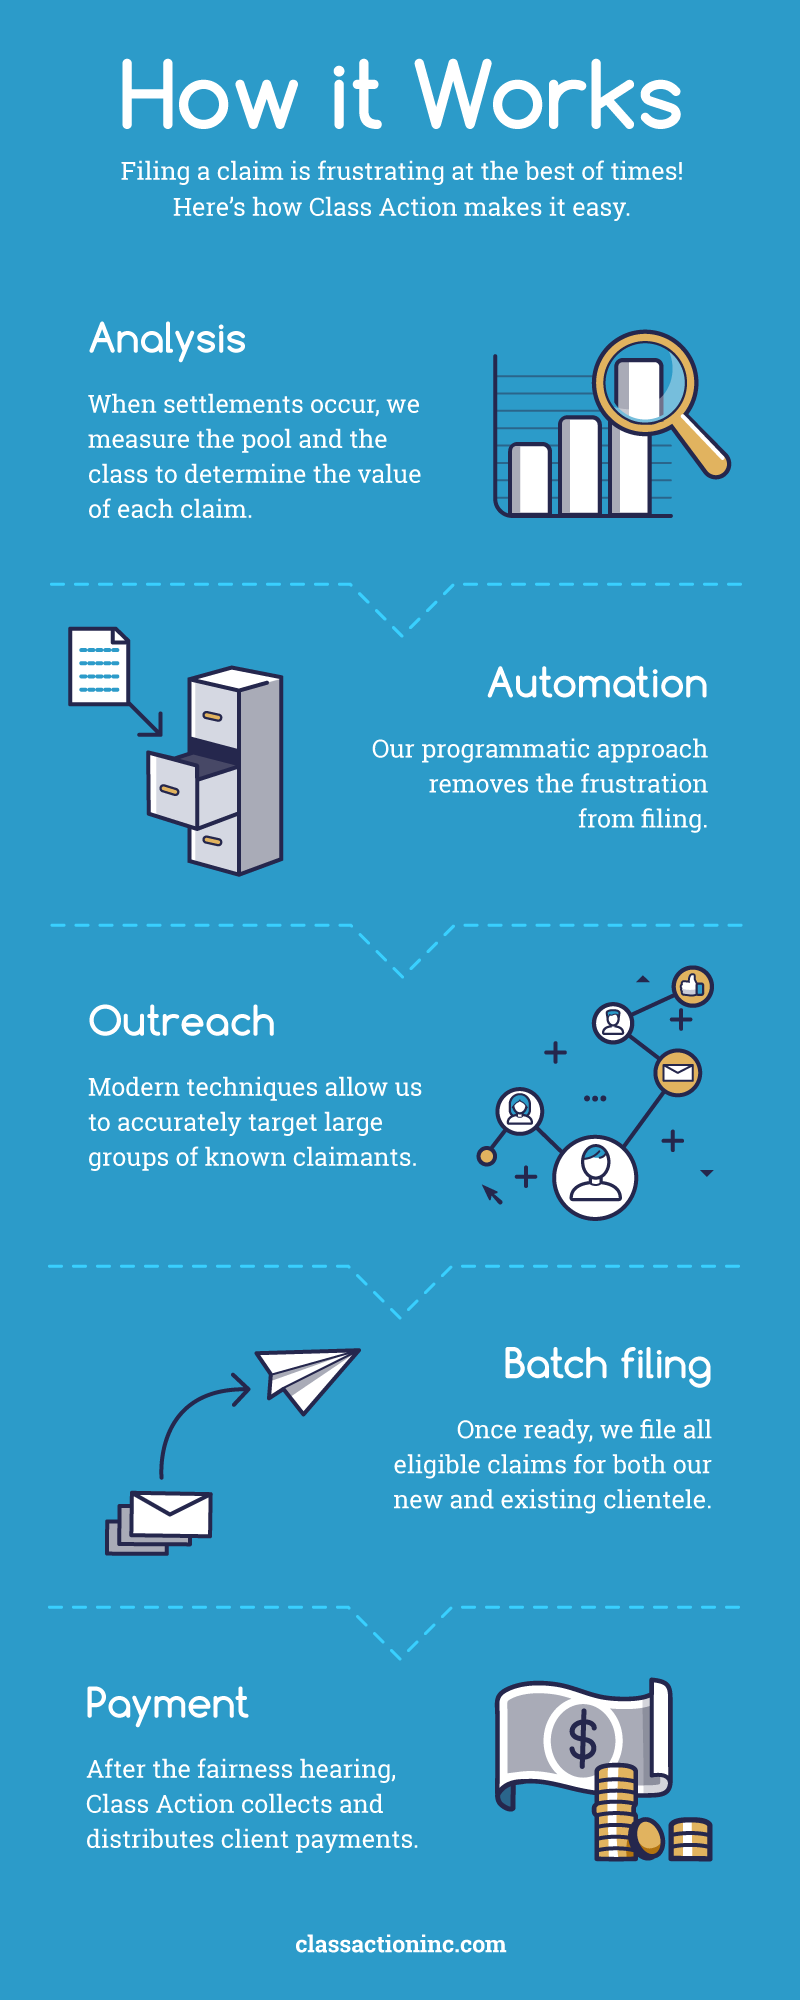 How it Works
Filing a claim is frustrating at the best of times!
Here’s how Class Action makes it easy.
Analysis
When settlements occur, we
measure the pool and the
class to determine the value
of each claim.
Automation
Our programmatic approach
removes the frustration
from filing.
Outreach
Modern techniques allow us
to accurately target large
groups of known claimants.
Batch filing
Once ready, we file all
eligible claims for both our
new and existing clientele.
Payment
After the fairness hearing,
Class Action collects and
distributes client payments.
$
classactioninc.com